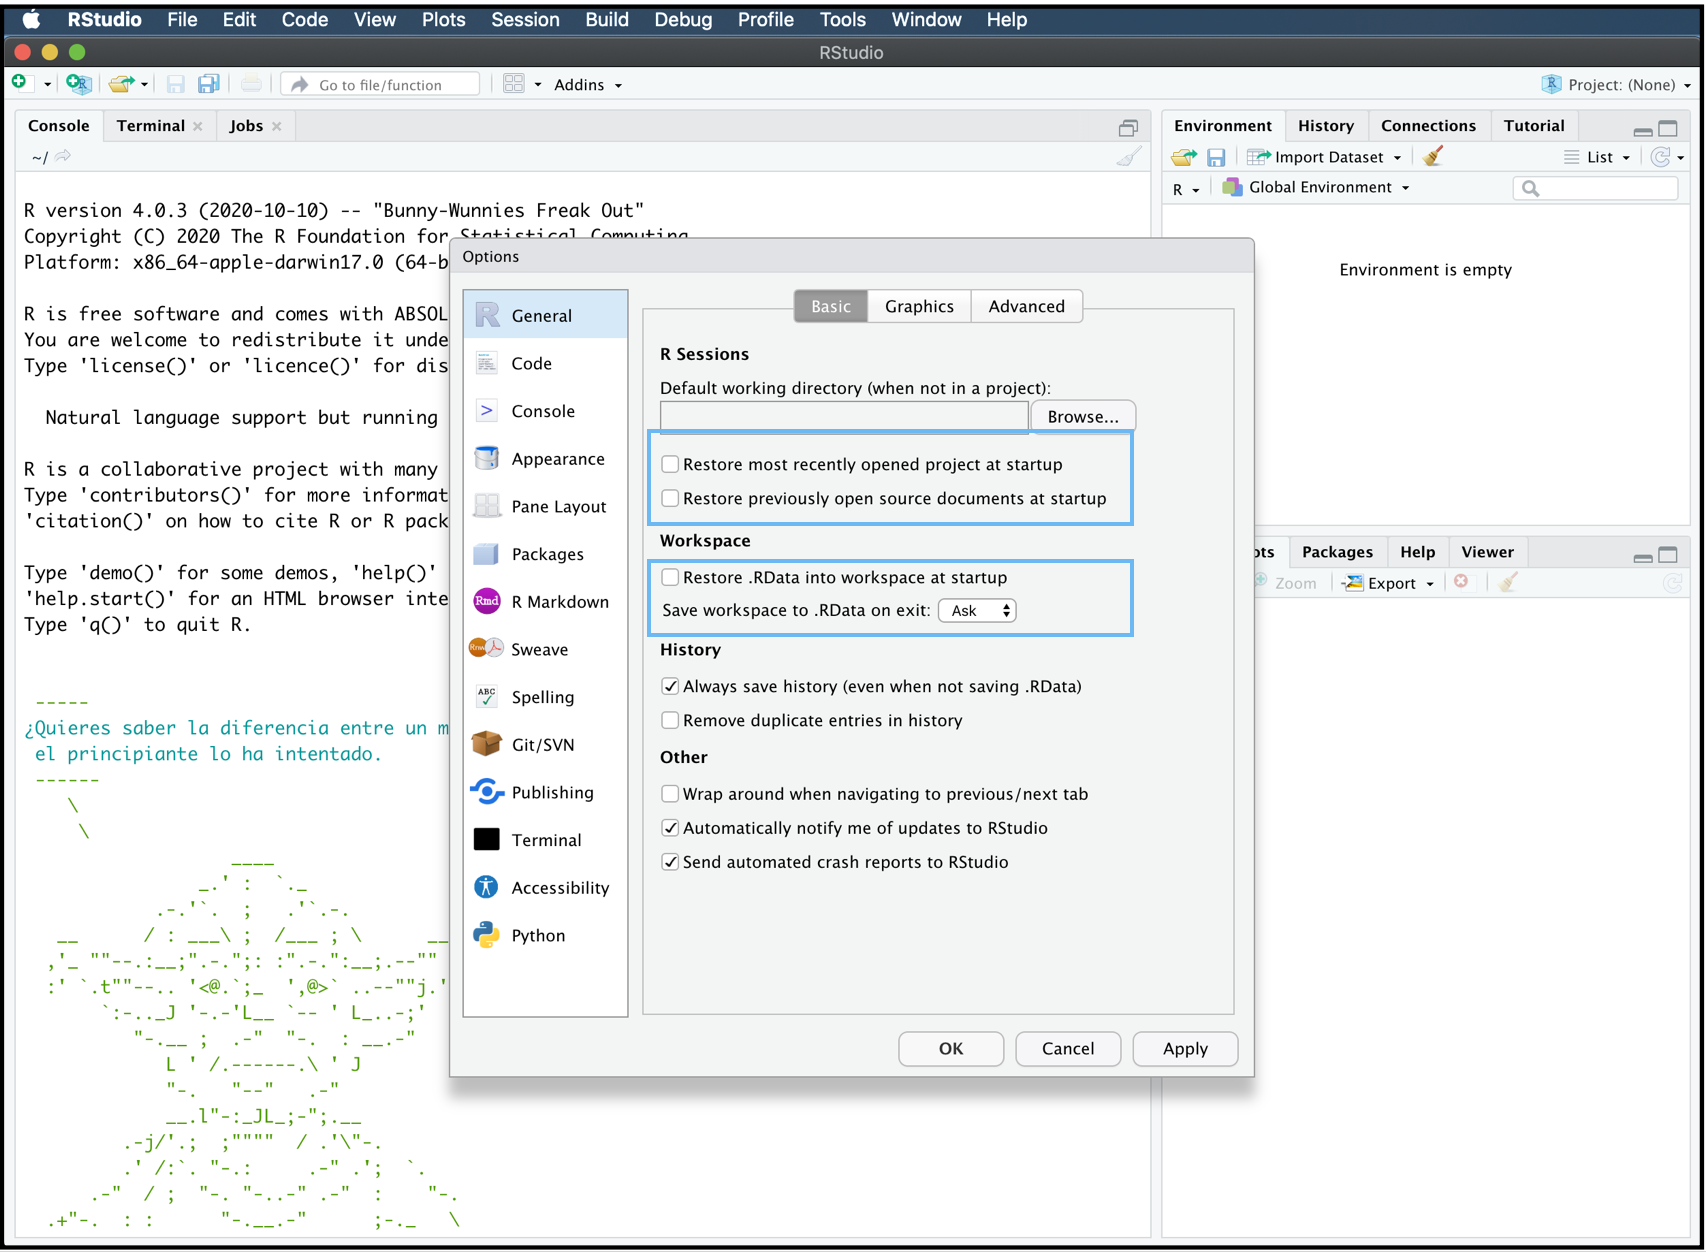 RStudio File Edit Code View Plots Session Build Debug Profile Tools Window Help
RStudio
Go to file/function Addins Project: (None)
Console Terminal Jobs
~/
R version 4.0.3 (2020-10-10) -- "Bunny-Wunnies Freak Out"
Copyright (C) 2020 The R Foundation for Statistical Computing
Platform: x86_64-apple-darwin17.0 (64-b
R is free software and comes with ABSOL
You are welcome to redistribute it unde
Type 'license()' or 'licence()' for dis
Natural language support but running
R is a collaborative project with many
Type 'contributors()' for more informat
'citation()' on how to cite R or R pack
Type 'demo()' for some demos, 'help()'
'help.start()' for an HTML browser inte
Type 'q()' to quit R.
-----
¿Quieres saber la diferencia entre un m
el principiante lo ha intentado.
------
Options
General
Code
Console
Appearance
Pane Layout
Packages
Rmd R Markdown
Rnw Sweave
ABC Spelling
Git/SVN
Publishing
Terminal
Accessibility
Python
Basic Graphics Advanced
R Sessions
Default working directory (when not in a project):
Browse...
Restore most recently opened project at startup
Restore previously open source documents at startup
Workspace
Restore .RData into workspace at startup
Save workspace to .RData on exit: Ask
History
Always save history (even when not saving .RData)
Remove duplicate entries in history
Other
Wrap around when navigating to previous/next tab
Automatically notify me of updates to RStudio
Send automated crash reports to RStudio
OK Cancel Apply
Environment History Connections Tutorial
Import Dataset List
R Global Environment
Environment is empty
ots Packages Help Viewer
Zoom Export